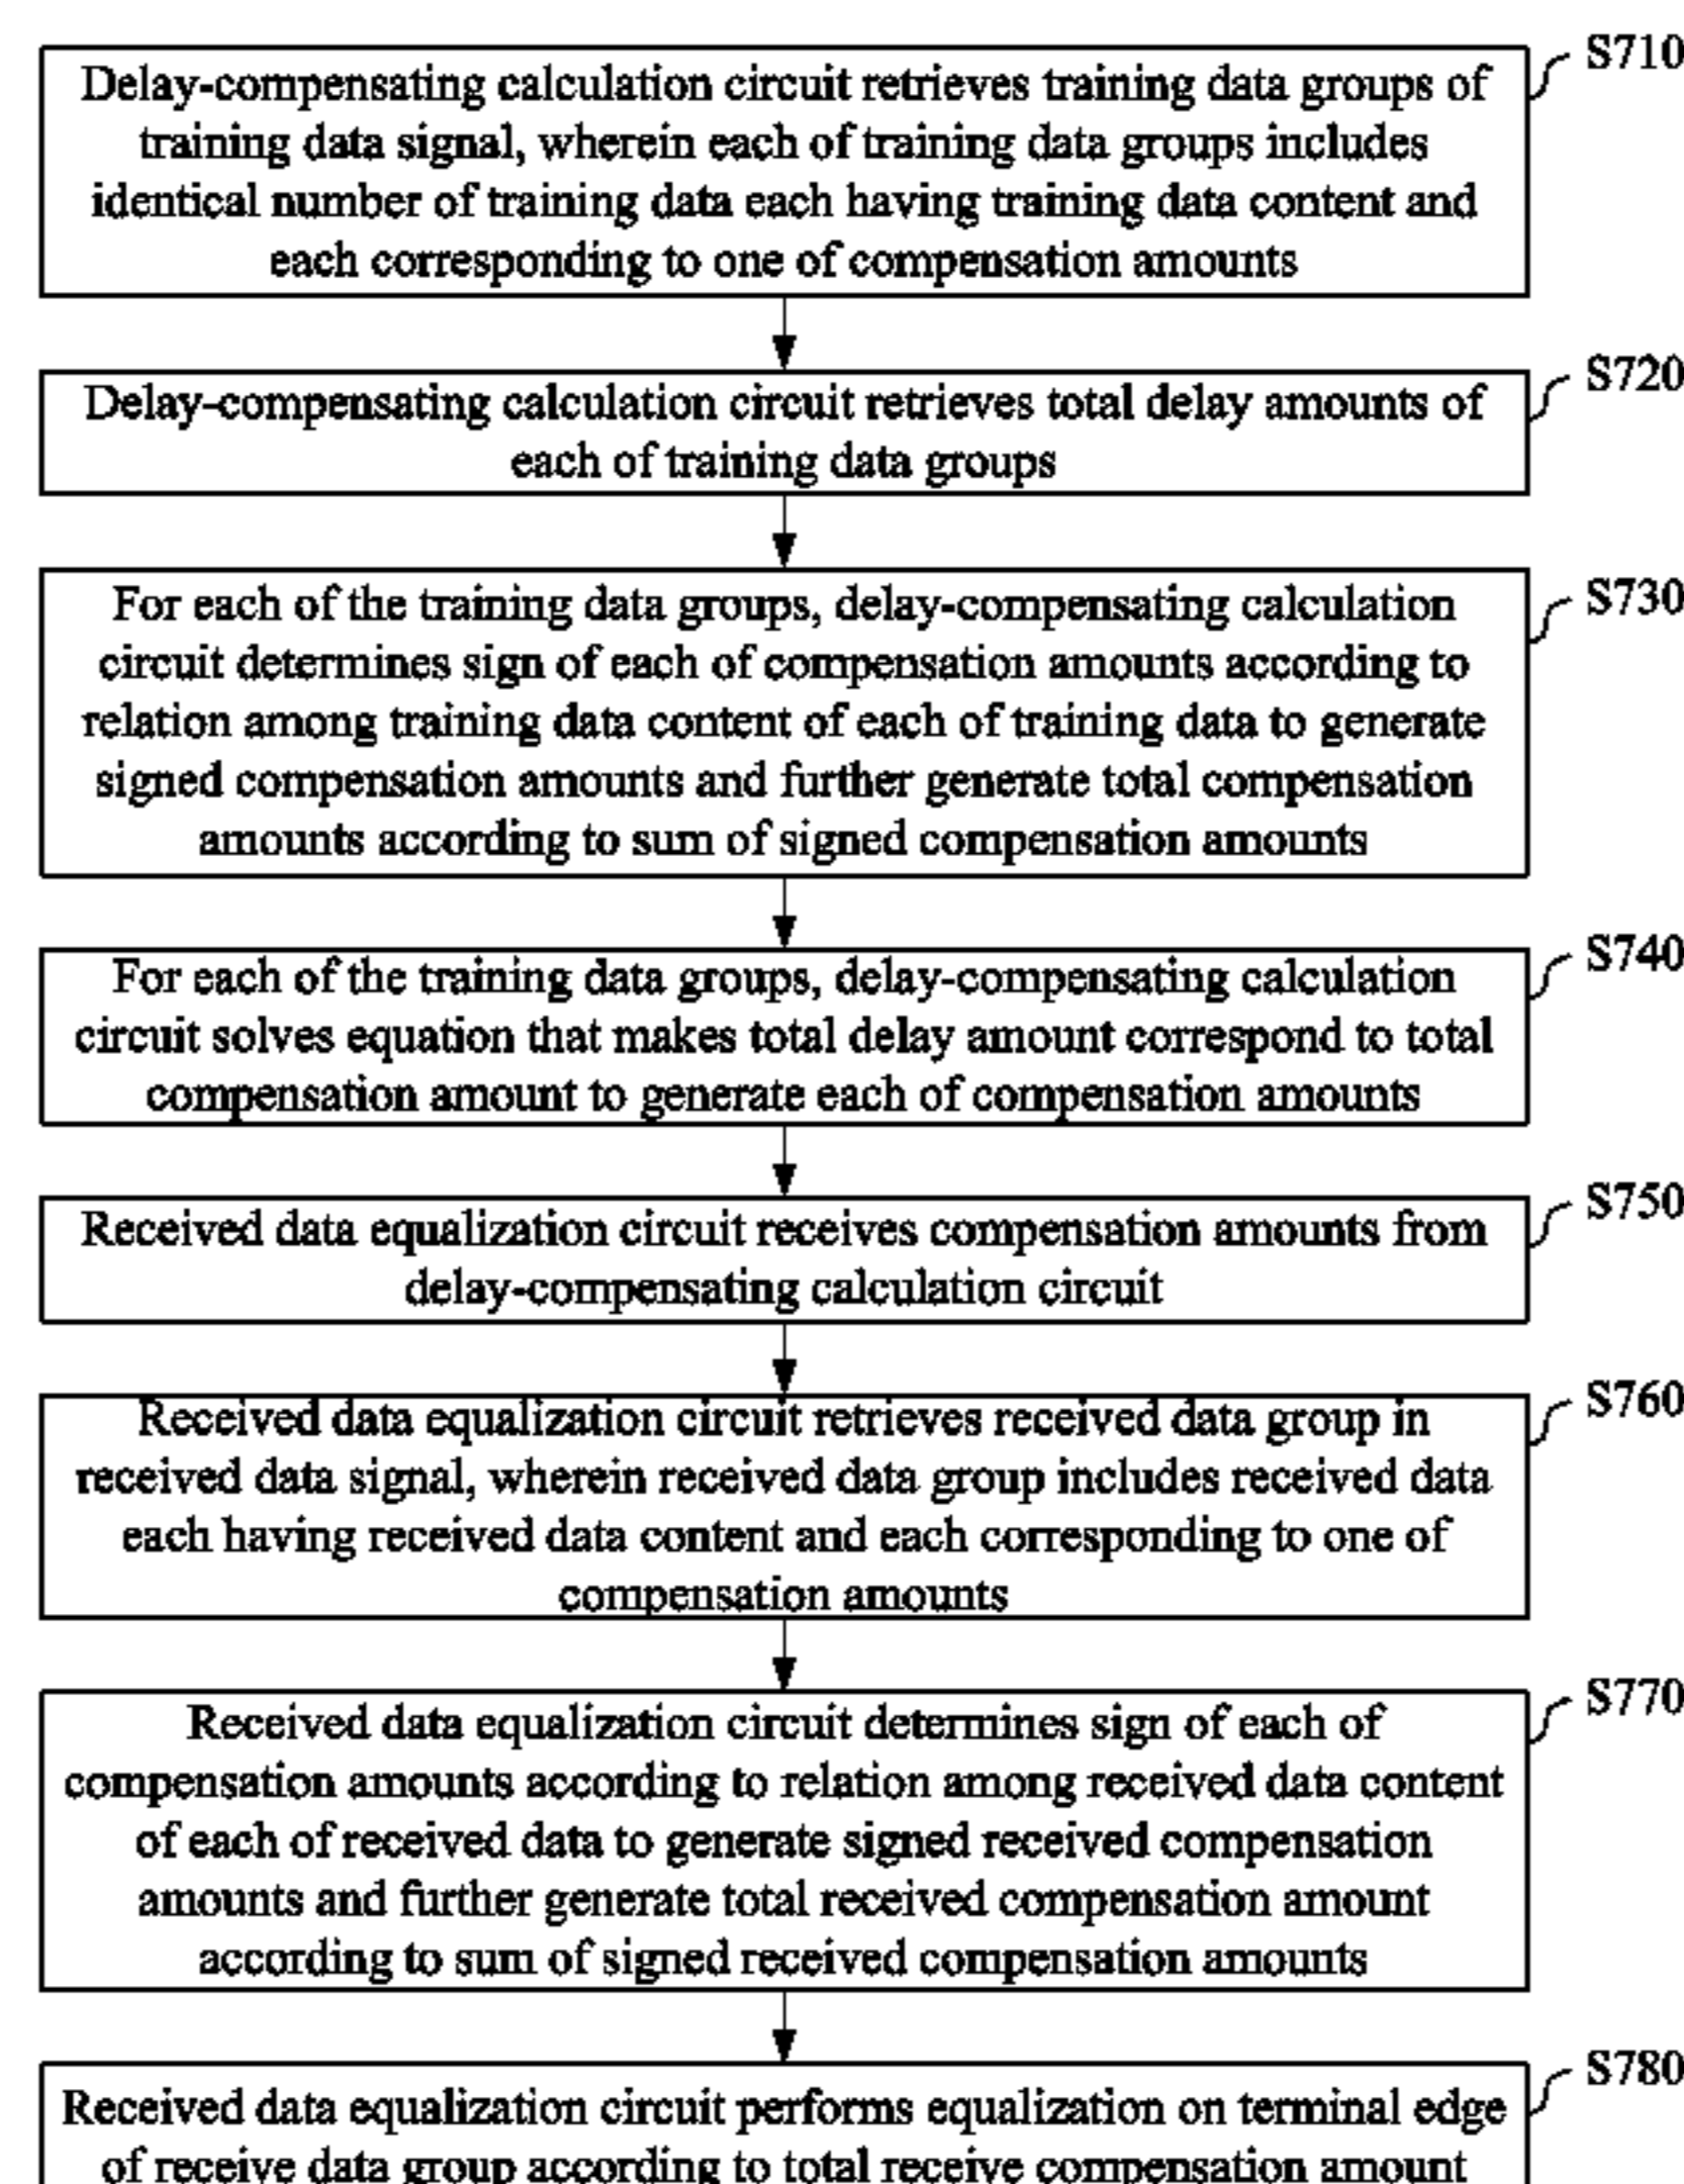 S710
Delay-compensating calculation circuit retrieves training data groups of
training data signal, wherein each of training data groups includes
identical number of training data each having training data content and
each corresponding to one of compensation amounts
S720
Delay-compensating calculation circuit retrieves total delay amounts of
each of training data groups
S730
For each of the training data groups, delay-compensating calculation
circuit determines sign of each of compensation amounts according to
relation among training data content of each of training data to generate
signed compensation amounts and further generate total compensation
amounts according to sum of signed compensation amounts
S740
For each of the training data groups, delay-compensating calculation
circuit solves equation that makes total delay amount correspond to total
compensation amount to generate each of compensation amounts
S750
Received data equalization circuit receives compensation amounts from
delay-compensating calculation circuit
S760
Received data equalization circuit retrieves received data group in
received data signal, wherein received data group includes received data
each having received data content and each corresponding to one of
compensation amounts
S770
Received data equalization circuit determines sign of each of
compensation amounts according to relation among received data content
of each of received data to generate signed received compensation
amounts and further generate total received compensation amount
according to sum of signed received compensation amounts
S780
Received data equalization circuit performs equalization on terminal edge
of receive data group according to total receive compensation amount